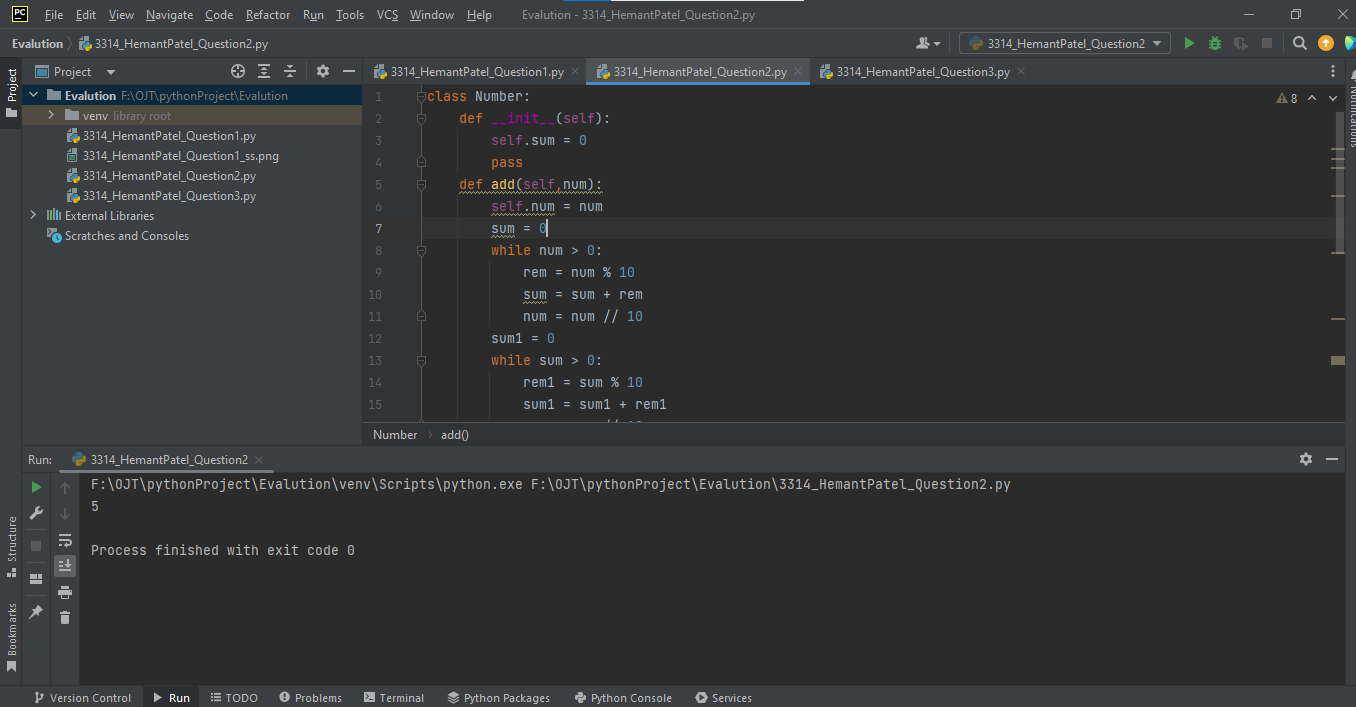 PC File Edit View Navigate Code Refactor Run Tools VCS Window Help Evalution - 3314_HemantPatel_Question2.py
Evalution 3314_HemantPatel_Question2.py 3314_HemantPatel_Question2
Project
Project
3314_HemantPatel_Question1.py 3314_HemantPatel_Question2.py 3314_HemantPatel_Question3.py
Notifications
Evalution F:\OJT\pythonProject\Evalution
venv library root
3314_HemantPatel_Question1.py
3314_HemantPatel_Question1_ss.png
3314_HemantPatel_Question2.py
3314_HemantPatel_Question3.py
External Libraries
Scratches and Consoles
8
1 class Number:
2 def __init__(self):
3 self.sum = 0
4 pass
5 def add(self,num):
6 self.num = num
7 sum = 0
8 while num > 0:
9 rem = num % 10
10 sum = sum + rem
11 num = num // 10
12 sum1 = 0
13 while sum > 0:
14 rem1 = sum % 10
15 sum1 = sum1 + rem1
Number add()
Run: 3314_HemantPatel_Question2
F:\OJT\pythonProject\Evalution\venv\Scripts\python.exe F:\OJT\pythonProject\Evalution\3314_HemantPatel_Question2.py
5
Process finished with exit code 0
Structure
Bookmarks
Version Control Run TODO Problems Terminal Python Packages Python Console Services